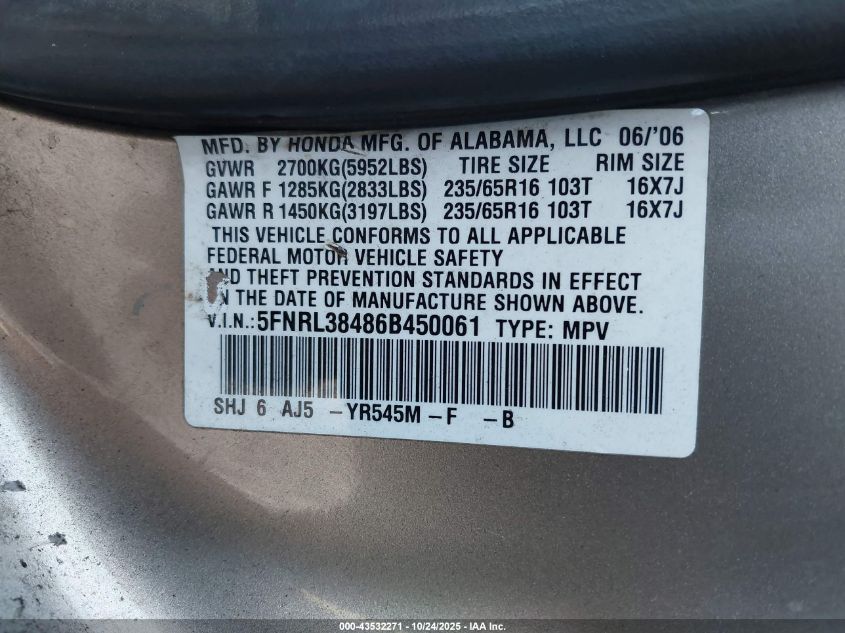 MFD. BY HONDA MFG. OF ALABAMA, LLC 06/'06
GVWR 2700KG(5952LBS) TIRE SIZE RIM SIZE
GAWR F 1285KG(2833LBS) 235/65R16 103T 16X7J
GAWR R 1450KG(3197LBS) 235/65R16 103T 16X7J
THIS VEHICLE CONFORMS TO ALL APPLICABLE
FEDERAL MOTOR VEHICLE SAFETY
AND THEFT PREVENTION STANDARDS IN EFFECT
ON THE DATE OF MANUFACTURE SHOWN ABOVE.
V.I.N.:5FNRL38486B450061 TYPE: MPV
SHJ 6 AJ5 -YR545M -F -B
000-43532271 - 10/24/2025 - IAA Inc.